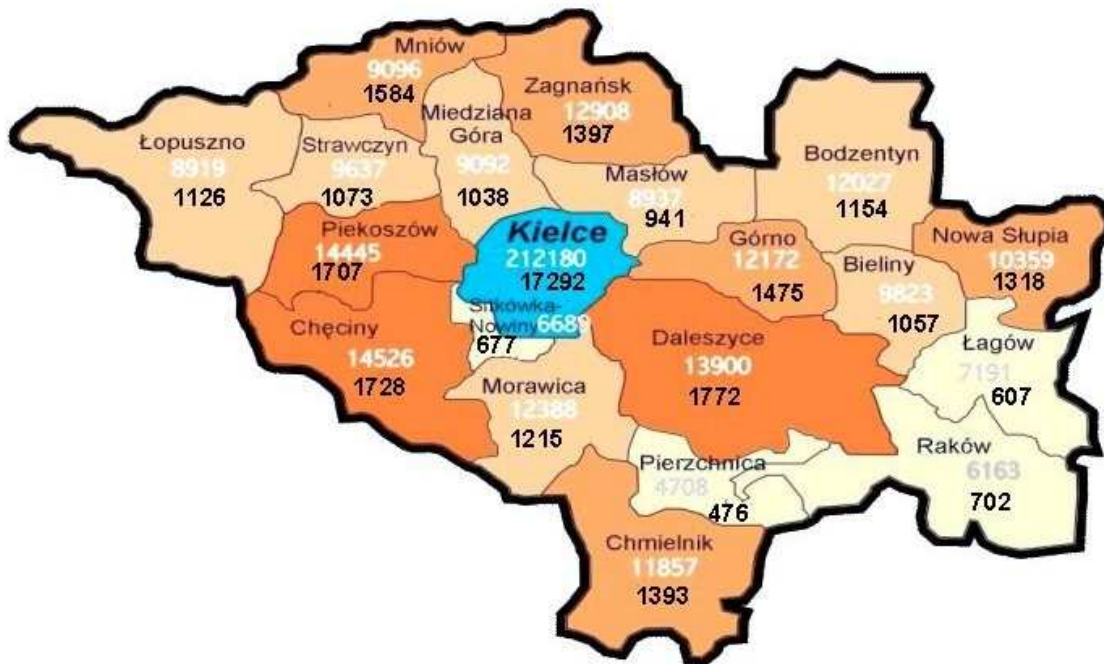 Mniów
9096
1584
Zagnańsk
12908
1397
Miedziana
Góra
9092
1038
Łopuszno
8919
1126
Strawczyn
9637
1073
Masłów
8937
941
Bodzentyn
12027
1154
Piekoszów
14445
1707
Kielce
212180
17292
Górno
12172
1475
Bieliny
9823
1057
Nowa Słupia
10359
1318
Sitkówka-
Nowiny 6689
677
Chęciny
14526
1728
Daleszyce
13900
1772
Łagów
7191
607
Morawica
12388
1215
Pierzchnica
4708
476
Raków
6163
702
Chmielnik
11857
1393